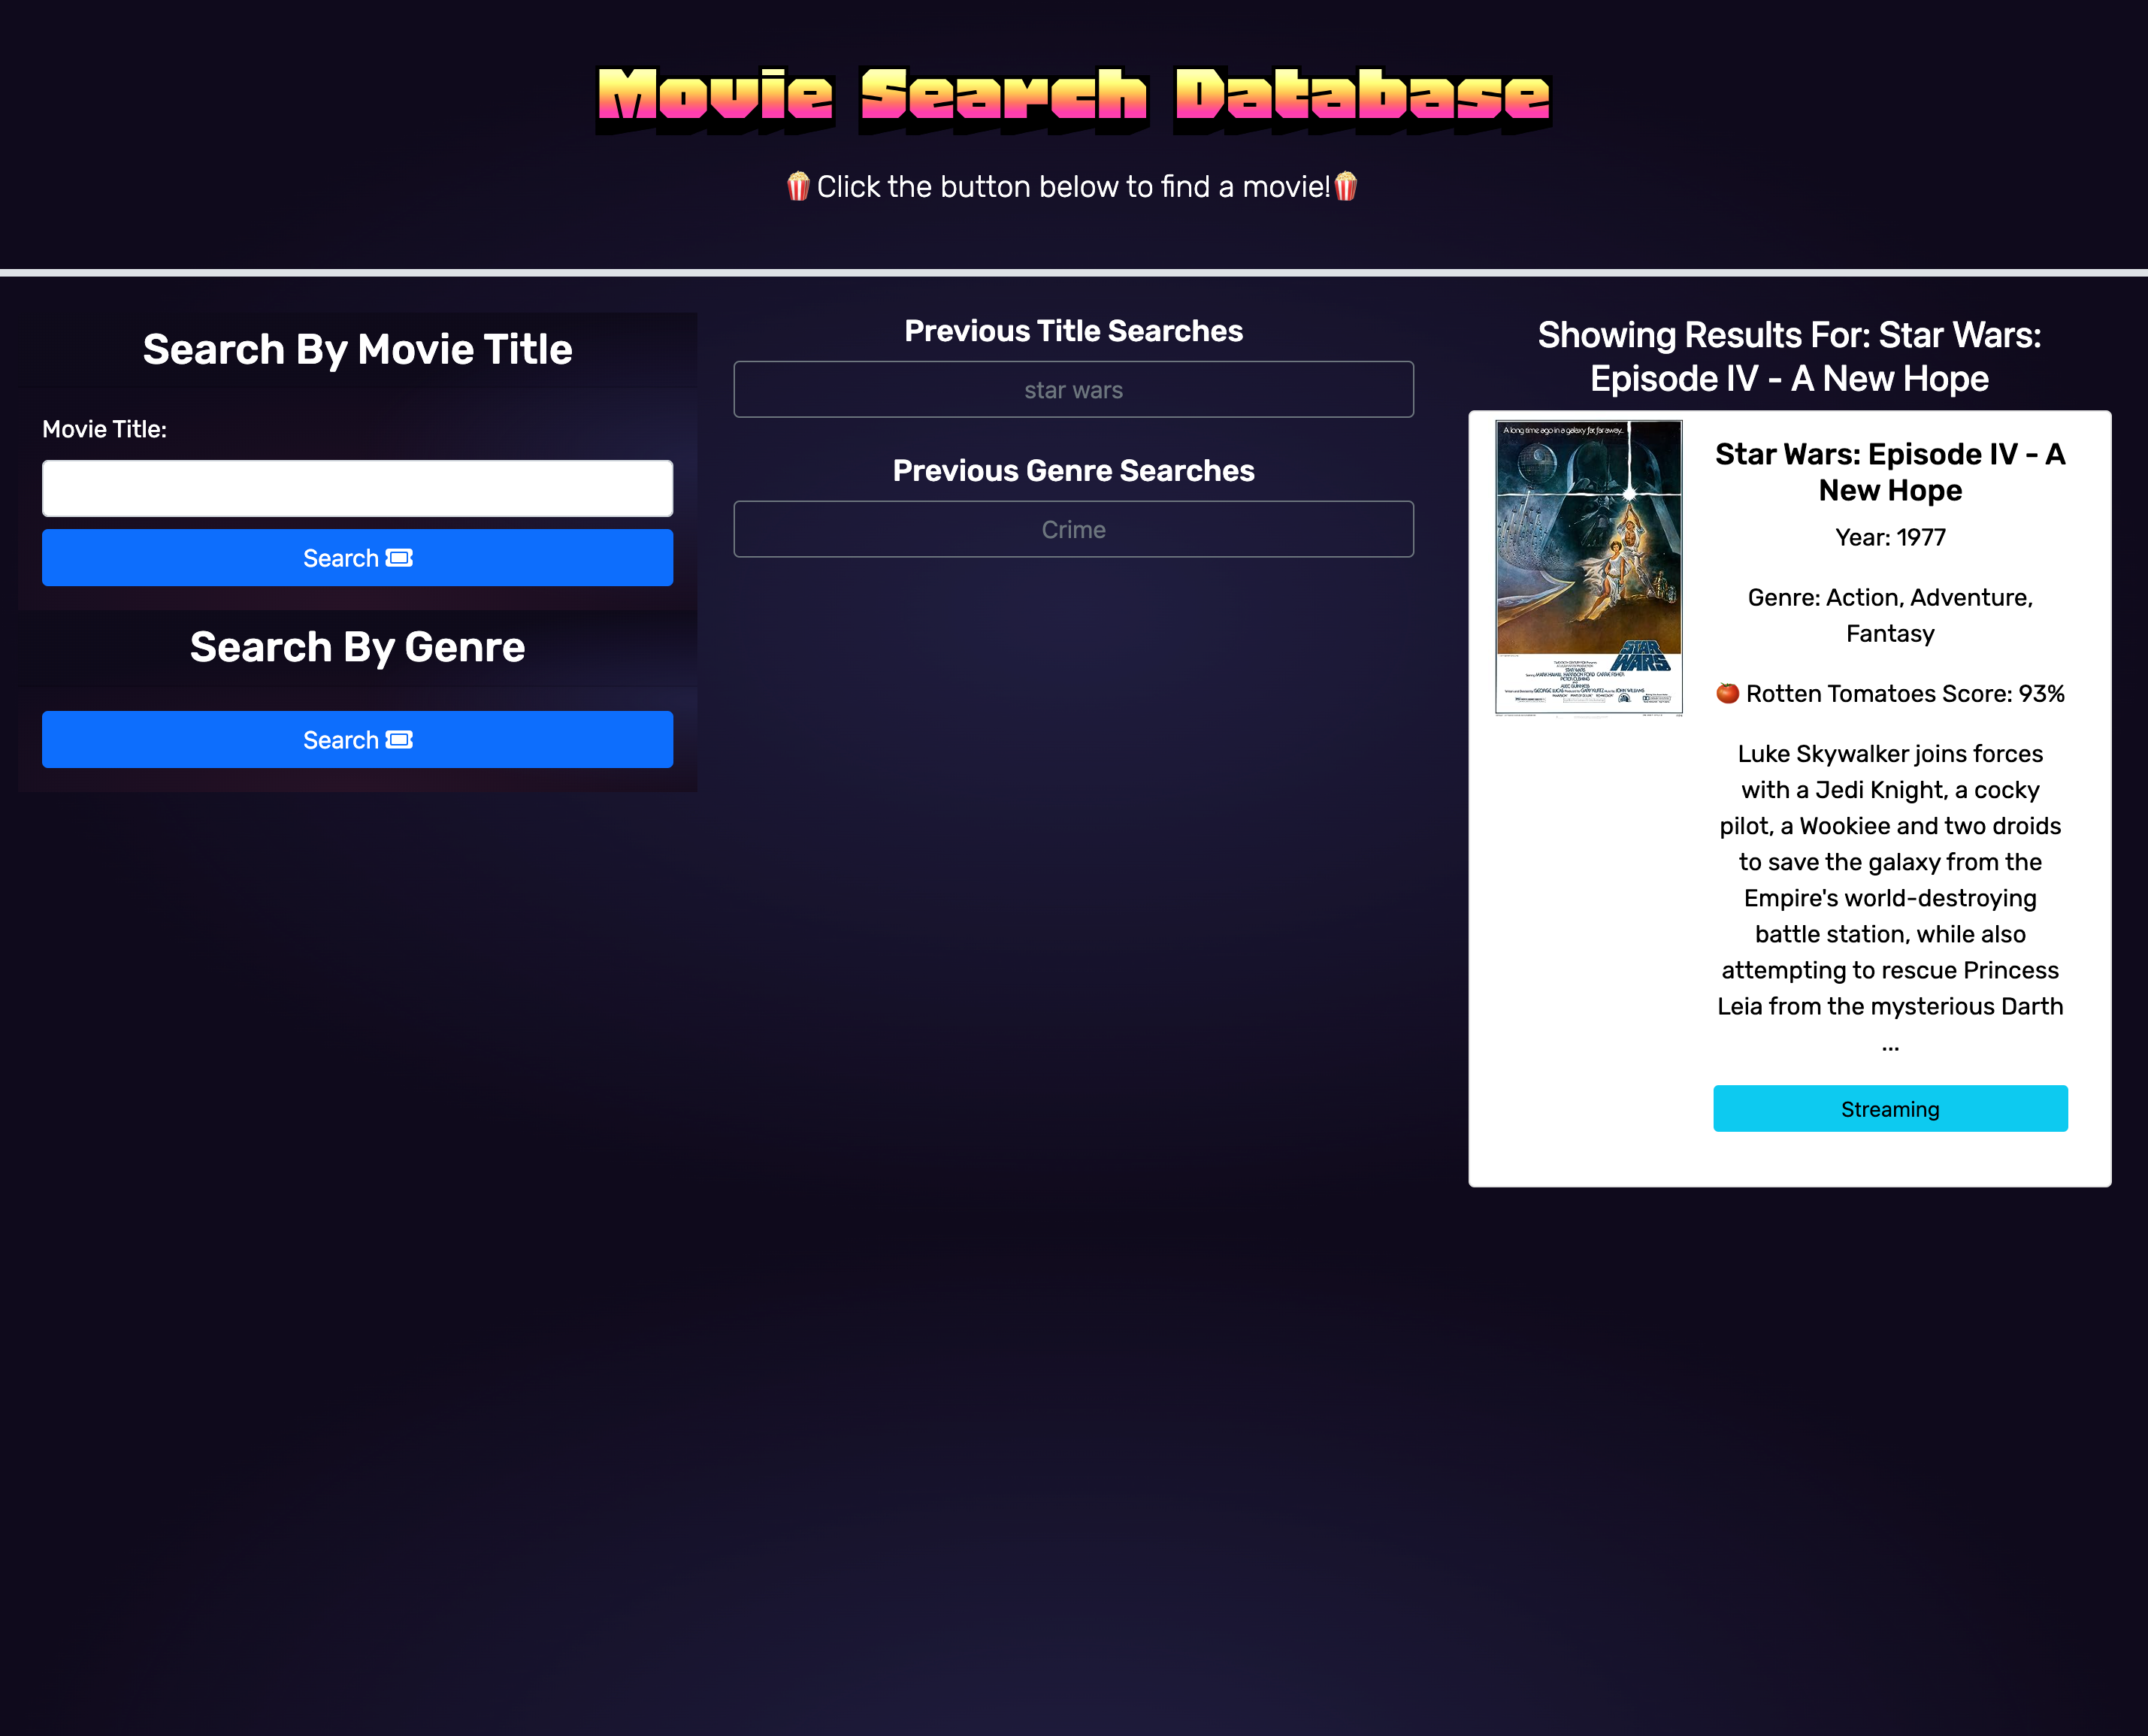 Movie Search Database
🍿 Click the button below to find a movie!🍿
Search By Movie Title
Movie Title:
Search
Search By Genre
Search
Previous Title Searches
star wars
Previous Genre Searches
Crime
Showing Results For: Star Wars:
Episode IV - A New Hope
A long time ago in a galaxy far, far away...
STAR
WARS
Star Wars: Episode IV - A
New Hope
Year: 1977
Genre: Action, Adventure,
Fantasy
🍅 Rotten Tomatoes Score: 93%
Luke Skywalker joins forces
with a Jedi Knight, a cocky
pilot, a Wookiee and two droids
to save the galaxy from the
Empire's world-destroying
battle station, while also
attempting to rescue Princess
Leia from the mysterious Darth
...
Streaming